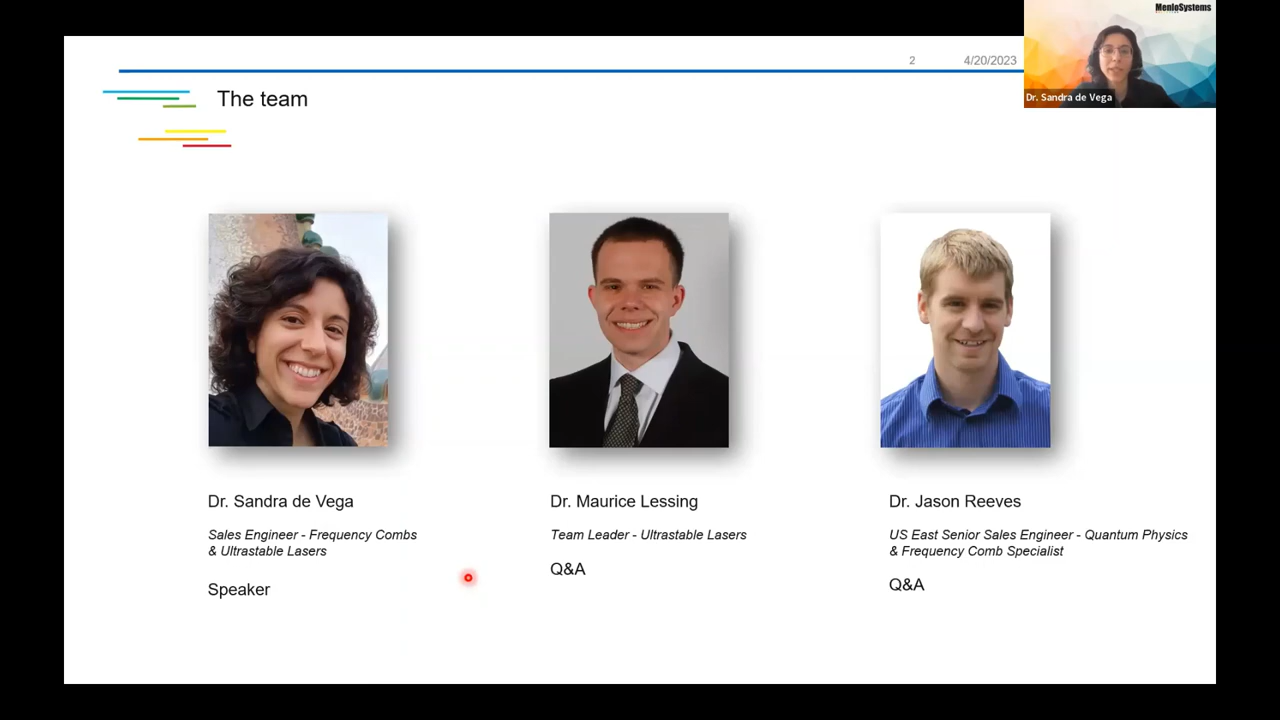 MenloSystems
2
4/20/2023
Dr. Sandra de Vega
The team
Dr. Sandra de Vega
Sales Engineer - Frequency Combs
& Ultrastable Lasers
Speaker
Dr. Maurice Lessing
Team Leader - Ultrastable Lasers
Q&A
Dr. Jason Reeves
US East Senior Sales Engineer - Quantum Physics
& Frequency Comb Specialist
Q&A